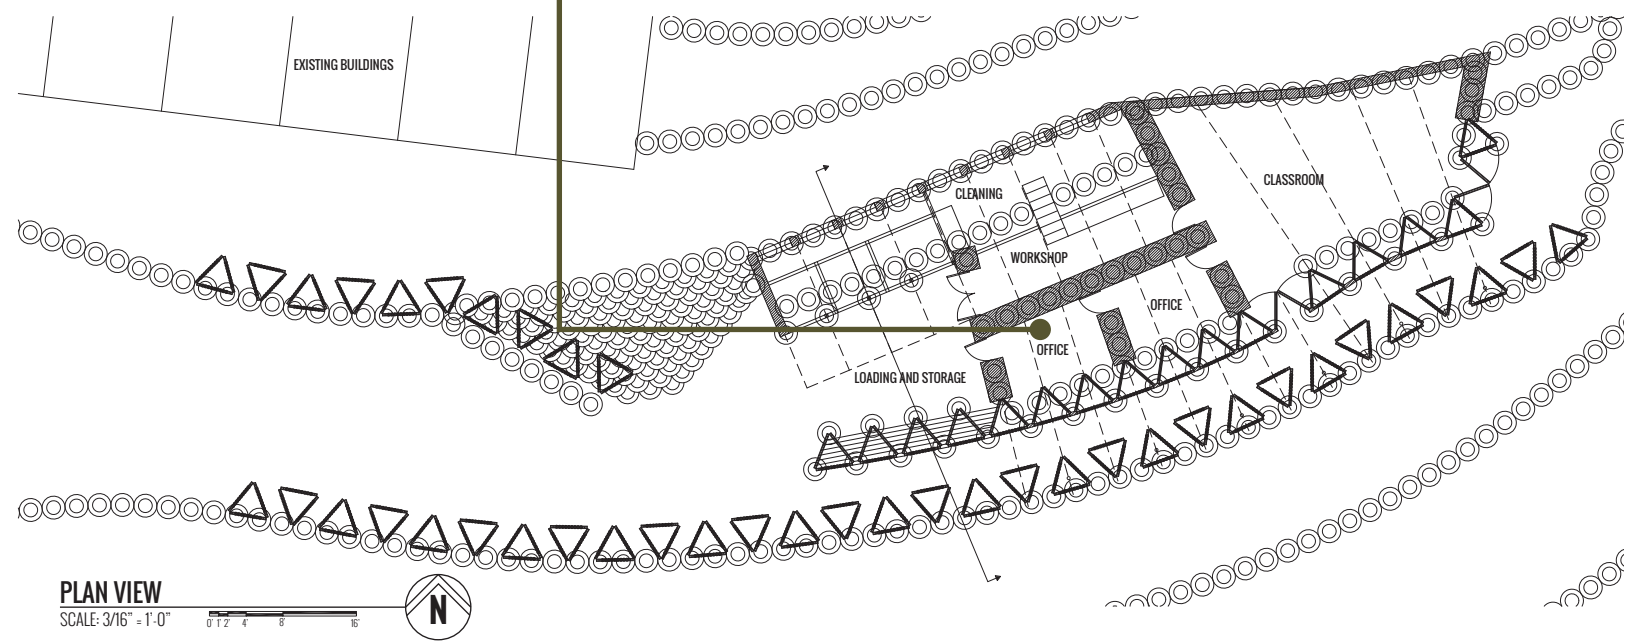 EXISTING BUILDINGS
CLEANING
CLASSROOM
WORKSHOP
OFFICE
OFFICE
LOADING AND STORAGE
PLAN VIEW
SCALE: 3/16" = 1'-0"
0' 1' 2' 4' 8' 16'
N